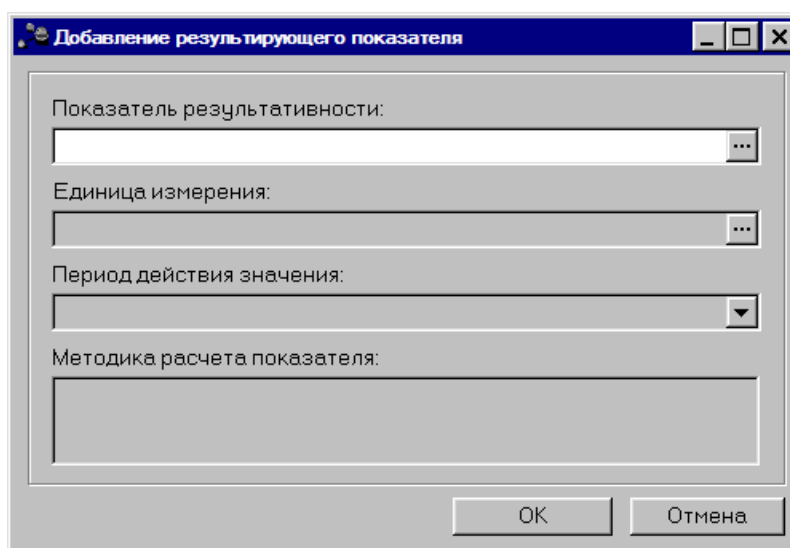 Добавление результирующего показателя
Показатель результативности:
Единица измерения:
Период действия значения:
Методика расчета показателя:
OK Отмена